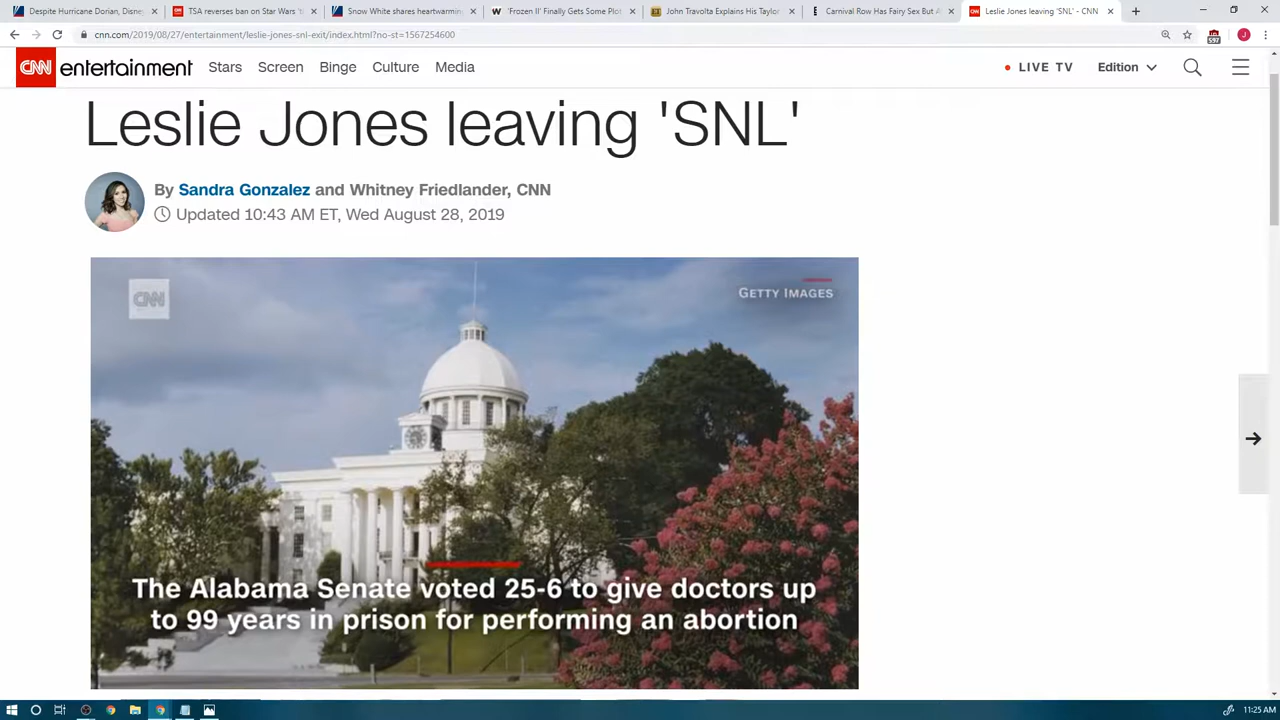 Despite Hurricane Dorian, Disney
TSA reverses ban on Star Wars 't
Snow White shares heartwarming
'Frozen II' Finally Gets Some Plot
John Travolta Explains His Taylor
Carnival Row Has Fairy Sex But A
Leslie Jones leaving 'SNL' - CNN
cnn.com/2019/08/27/entertainment/leslie-jones-snl-exit/index.html?no-st=1567254600
597
J
CNN entertainment
Stars Screen Binge Culture Media
LIVE TV Edition
Leslie Jones leaving 'SNL'
By Sandra Gonzalez and Whitney Friedlander, CNN
Updated 10:43 AM ET, Wed August 28, 2019
CNN
GETTY IMAGES
The Alabama Senate voted 25-6 to give doctors up
to 99 years in prison for performing an abortion
11:25 AM